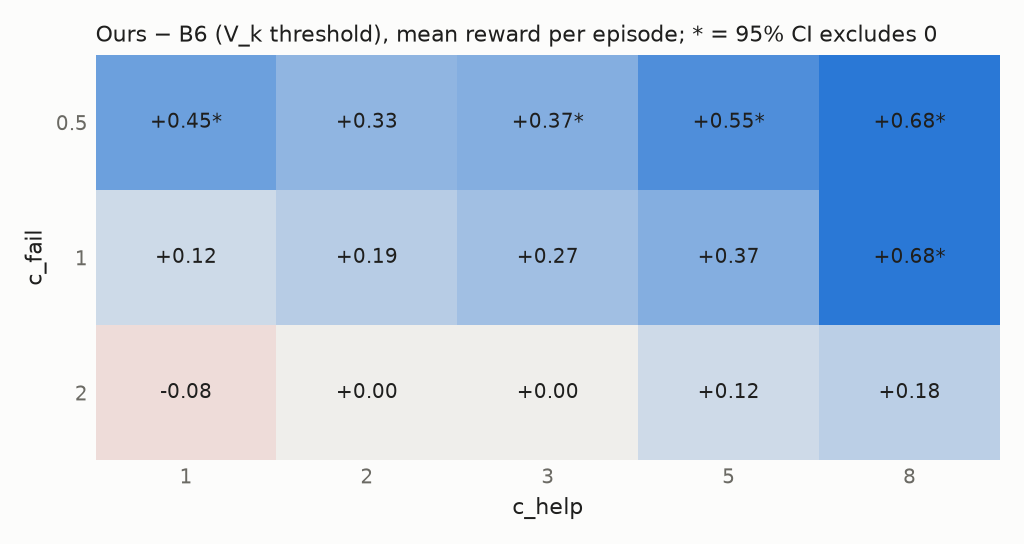 Ours − B6 (V_k threshold), mean reward per episode; * = 95% CI excludes 0
c_fail
0.5 +0.45* +0.33 +0.37* +0.55* +0.68*
1 +0.12 +0.19 +0.27 +0.37 +0.68*
2 -0.08 +0.00 +0.00 +0.12 +0.18
1 2 3 5 8
c_help